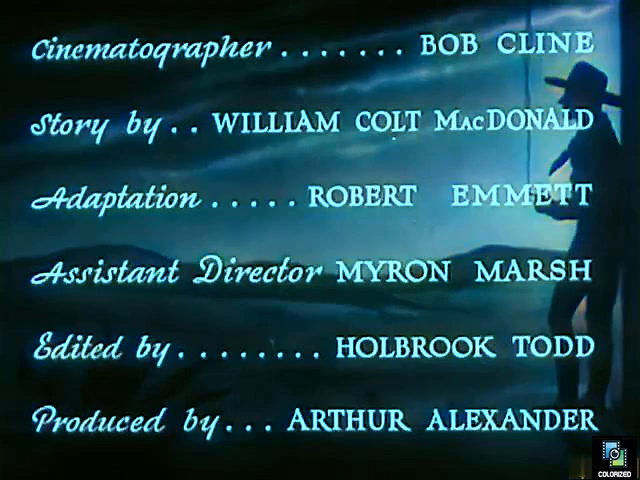 Cinematographer ....... BOB CLINE
Story by .. WILLIAM COLT MACDONALD
Adaptation ..... ROBERT EMMETT
Assistant Director MYRON MARSH
Edited by ........ HOLBROOK TODD
Produced by ... ARTHUR ALEXANDER
COLORIZED